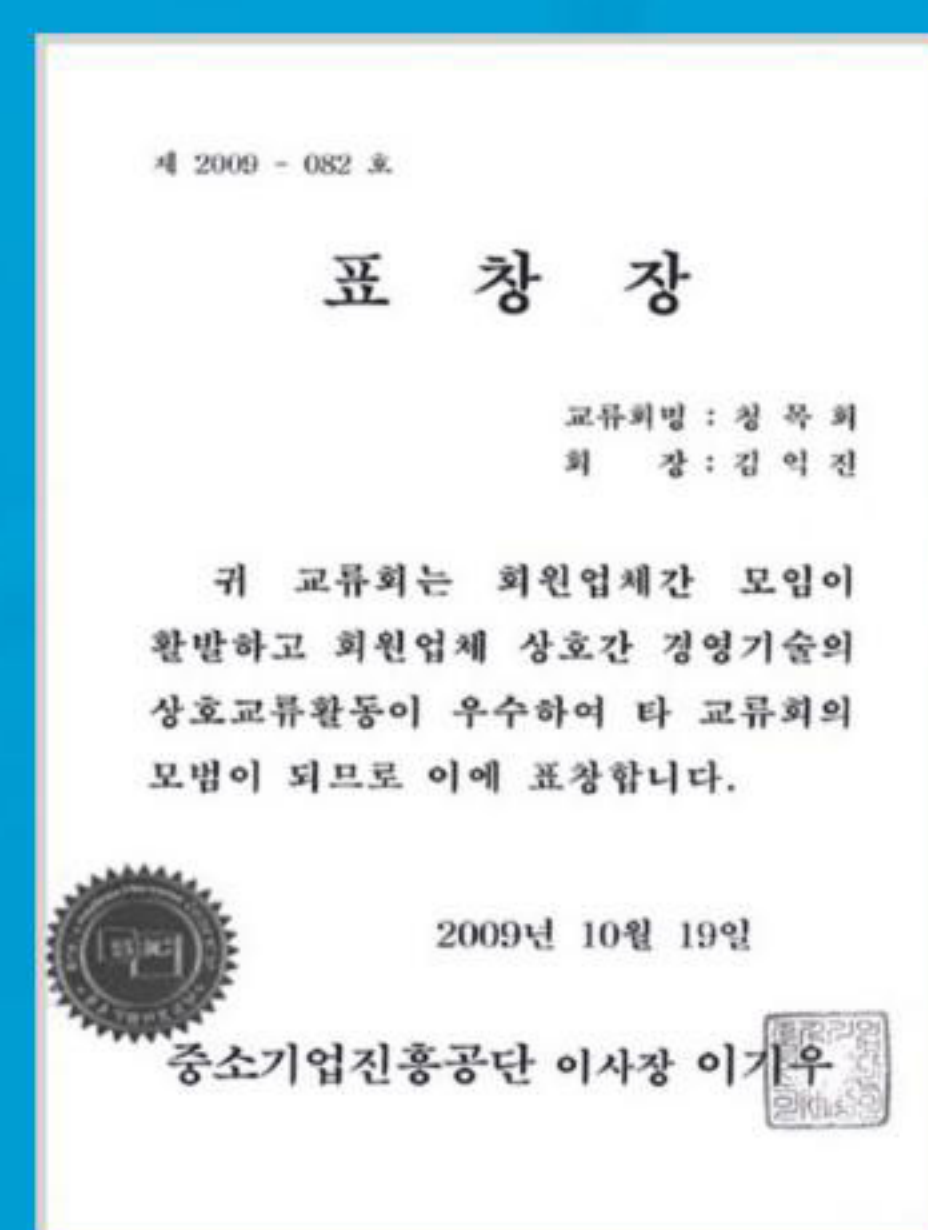 제 2009 - 082 호
표 창 장
교류회명 : 청 목 회
회 장 : 김 익 진
귀 교류회는 회원업체간 모임이
활발하고 회원업체 상호간 경영기술의
상호교류활동이 우수하여 타 교류회의
모범이 되므로 이에 표창합니다.
2009년 10월 19일
중소기업진흥공단 이사장 이기우